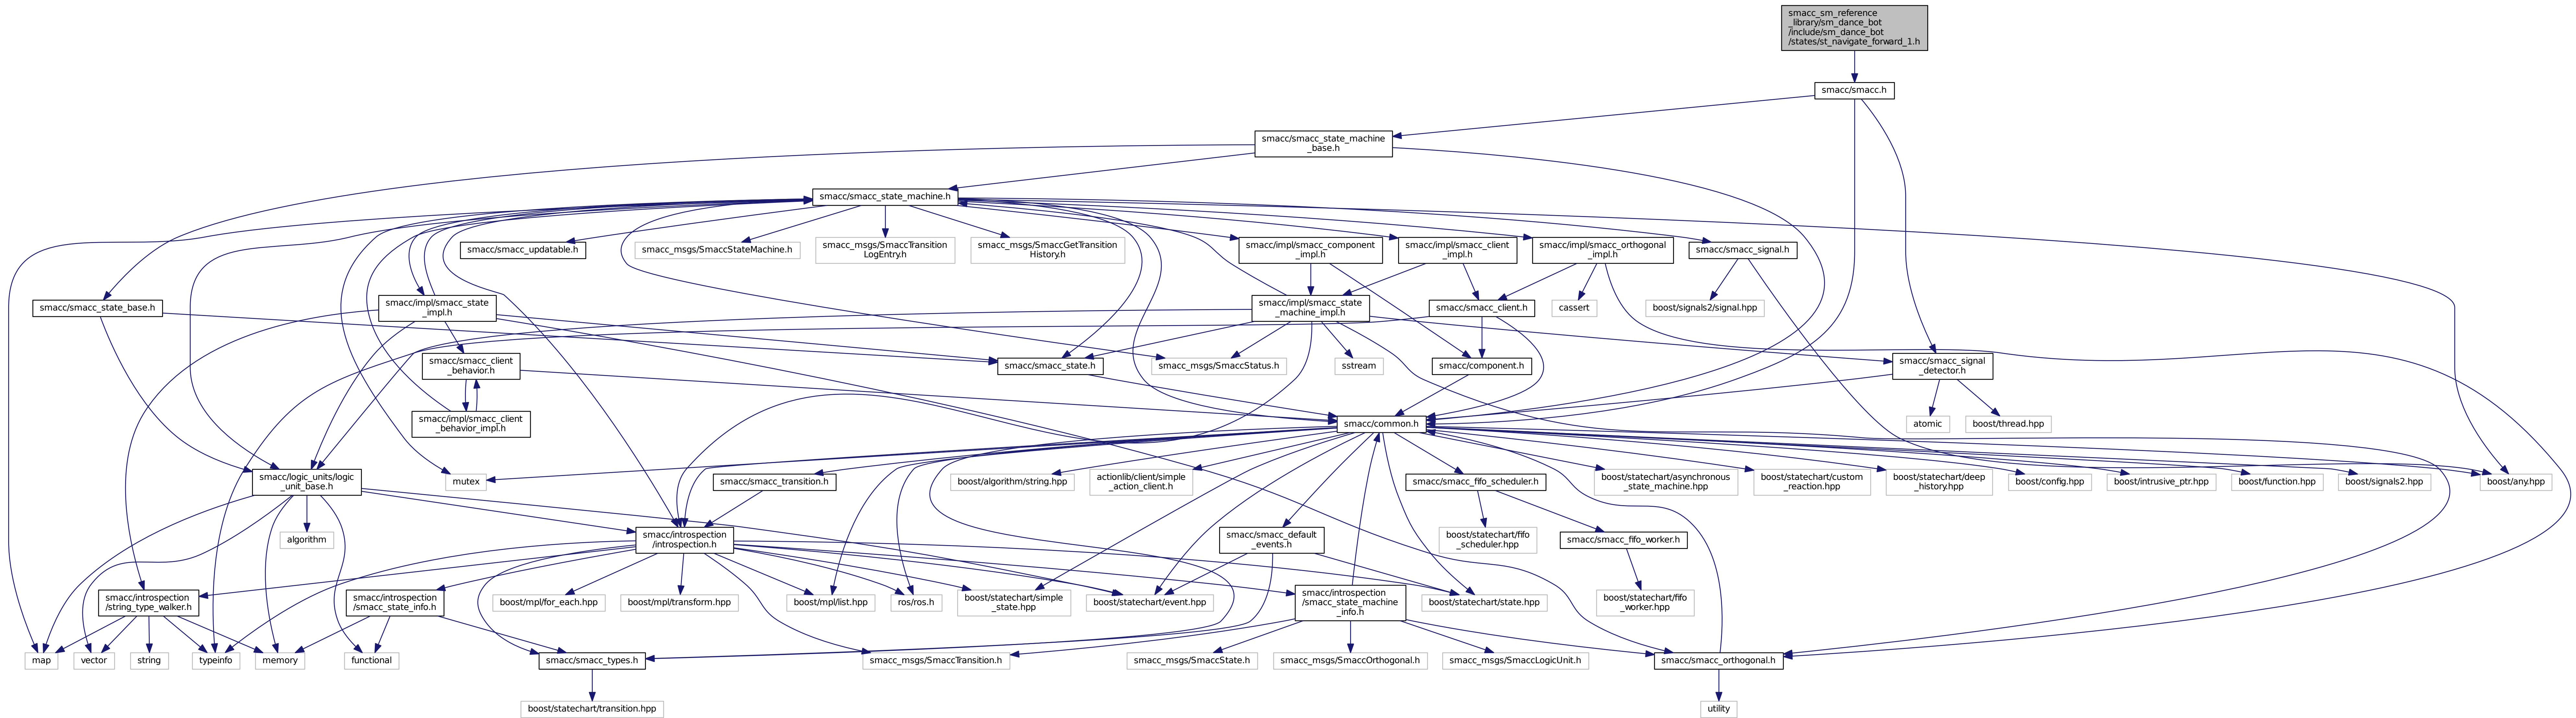 smacc_sm_reference
_library/sm_dance_bot
/include/sm_dance_bot
/states/st_navigate_forward_1.h
smacc/smacc.h
smacc/smacc_state_machine
_base.h
smacc/smacc_state_machine.h
smacc/smacc_updatable.h
smacc_msgs/SmaccStateMachine.h
smacc_msgs/SmaccTransition
LogEntry.h
smacc_msgs/SmaccGetTransition
History.h
smacc/impl/smacc_component
_impl.h
smacc/impl/smacc_client
_impl.h
smacc/impl/smacc_orthogonal
_impl.h
smacc/smacc_signal.h
smacc/smacc_state_base.h
smacc/impl/smacc_state
_impl.h
smacc/impl/smacc_state
_machine_impl.h
smacc/smacc_client.h
cassert
boost/signals2/signal.hpp
smacc/smacc_client
_behavior.h
smacc/smacc_state.h
smacc_msgs/SmaccStatus.h
sstream
smacc/component.h
smacc/smacc_signal
_detector.h
smacc/impl/smacc_client
_behavior_impl.h
smacc/common.h
atomic
boost/thread.hpp
smacc/logic_units/logic
_unit_base.h
mutex
smacc/smacc_transition.h
boost/algorithm/string.hpp
actionlib/client/simple
_action_client.h
smacc/smacc_fifo_scheduler.h
boost/statechart/asynchronous
_state_machine.hpp
boost/statechart/custom
_reaction.hpp
boost/statechart/deep
_history.hpp
boost/config.hpp
boost/intrusive_ptr.hpp
boost/function.hpp
boost/signals2.hpp
boost/any.hpp
algorithm
smacc/introspection
/introspection.h
smacc/smacc_default
_events.h
boost/statechart/fifo
_scheduler.hpp
smacc/smacc_fifo_worker.h
smacc/introspection
/string_type_walker.h
smacc/introspection
/smacc_state_info.h
boost/mpl/for_each.hpp
boost/mpl/transform.hpp
boost/mpl/list.hpp
ros/ros.h
boost/statechart/simple
_state.hpp
boost/statechart/event.hpp
smacc/introspection
/smacc_state_machine
_info.h
boost/statechart/state.hpp
boost/statechart/fifo
_worker.hpp
map
vector
string
typeinfo
memory
functional
smacc/smacc_types.h
smacc_msgs/SmaccTransition.h
smacc_msgs/SmaccState.h
smacc_msgs/SmaccOrthogonal.h
smacc_msgs/SmaccLogicUnit.h
smacc/smacc_orthogonal.h
boost/statechart/transition.hpp
utility